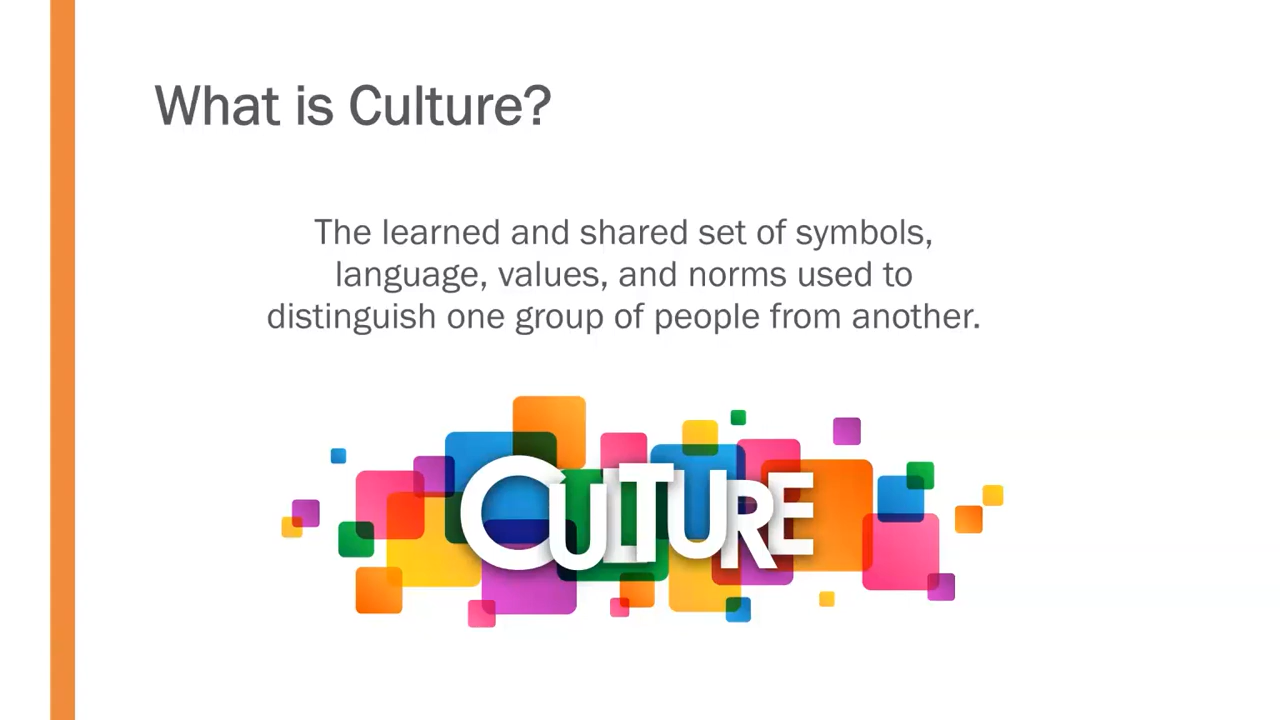 What is Culture?
The learned and shared set of symbols,
language, values, and norms used to
distinguish one group of people from another.
CULTURE